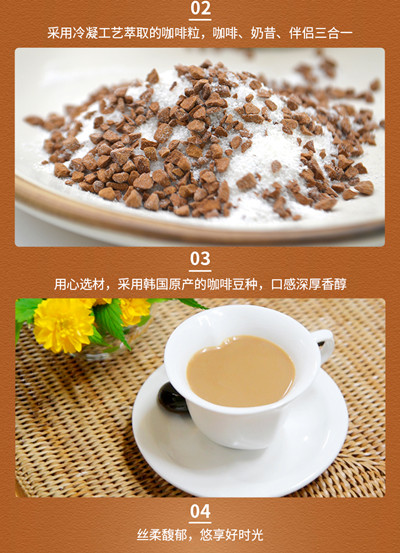 02
采用冷凝工艺萃取的咖啡粒，咖啡、奶昔、伴侣三合一
03
用心选材，采用韩国原产的咖啡豆种，口感深厚香醇
04
丝柔馥郁，悠享好时光